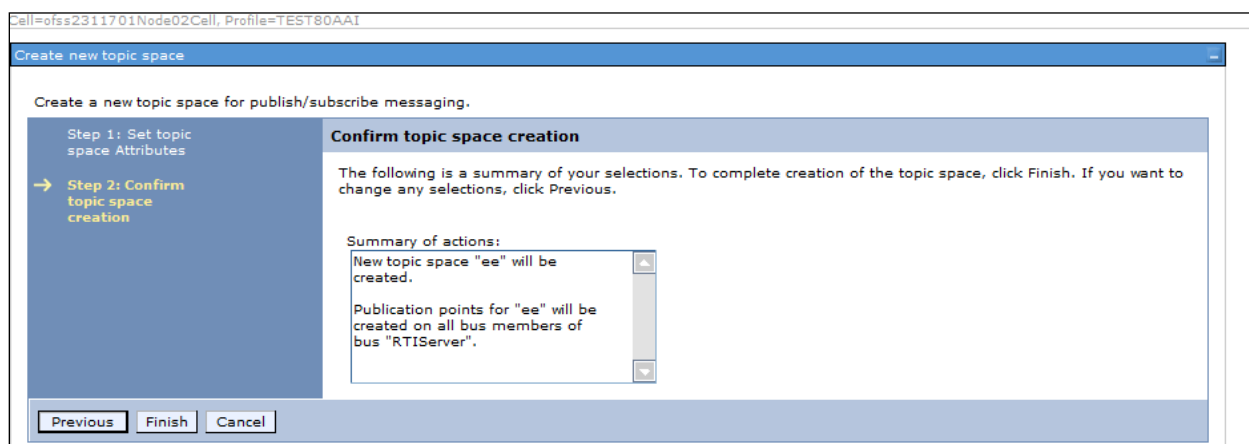 Cell=ofss2311701Node02Cell, Profile=TEST80AAI
Create new topic space
Create a new topic space for publish/subscribe messaging.
Step 1: Set topic
space Attributes
Step 2: Confirm
topic space
creation
Confirm topic space creation
The following is a summary of your selections. To complete creation of the topic space, click Finish. If you want to
change any selections, click Previous.
Summary of actions:
New topic space "ee" will be
created.
Publication points for "ee" will be
created on all bus members of
bus "RTIServer".
Previous Finish Cancel